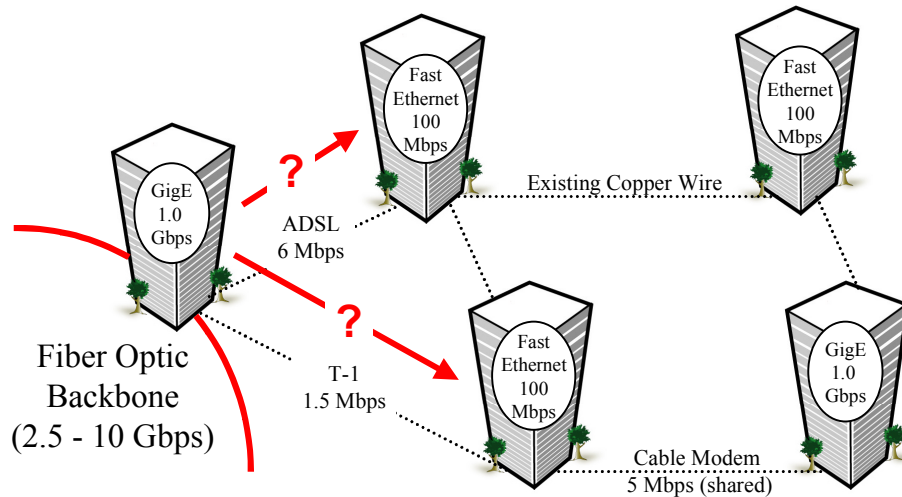 Fast
Ethernet
100
Mbps
Fast
Ethernet
100
Mbps
GigE
1.0
Gbps
?
Existing Copper Wire
ADSL
6 Mbps
?
Fiber Optic
Backbone
(2.5 - 10 Gbps)
T-1
1.5 Mbps
Fast
Ethernet
100
Mbps
GigE
1.0
Gbps
Cable Modem
5 Mbps (shared)